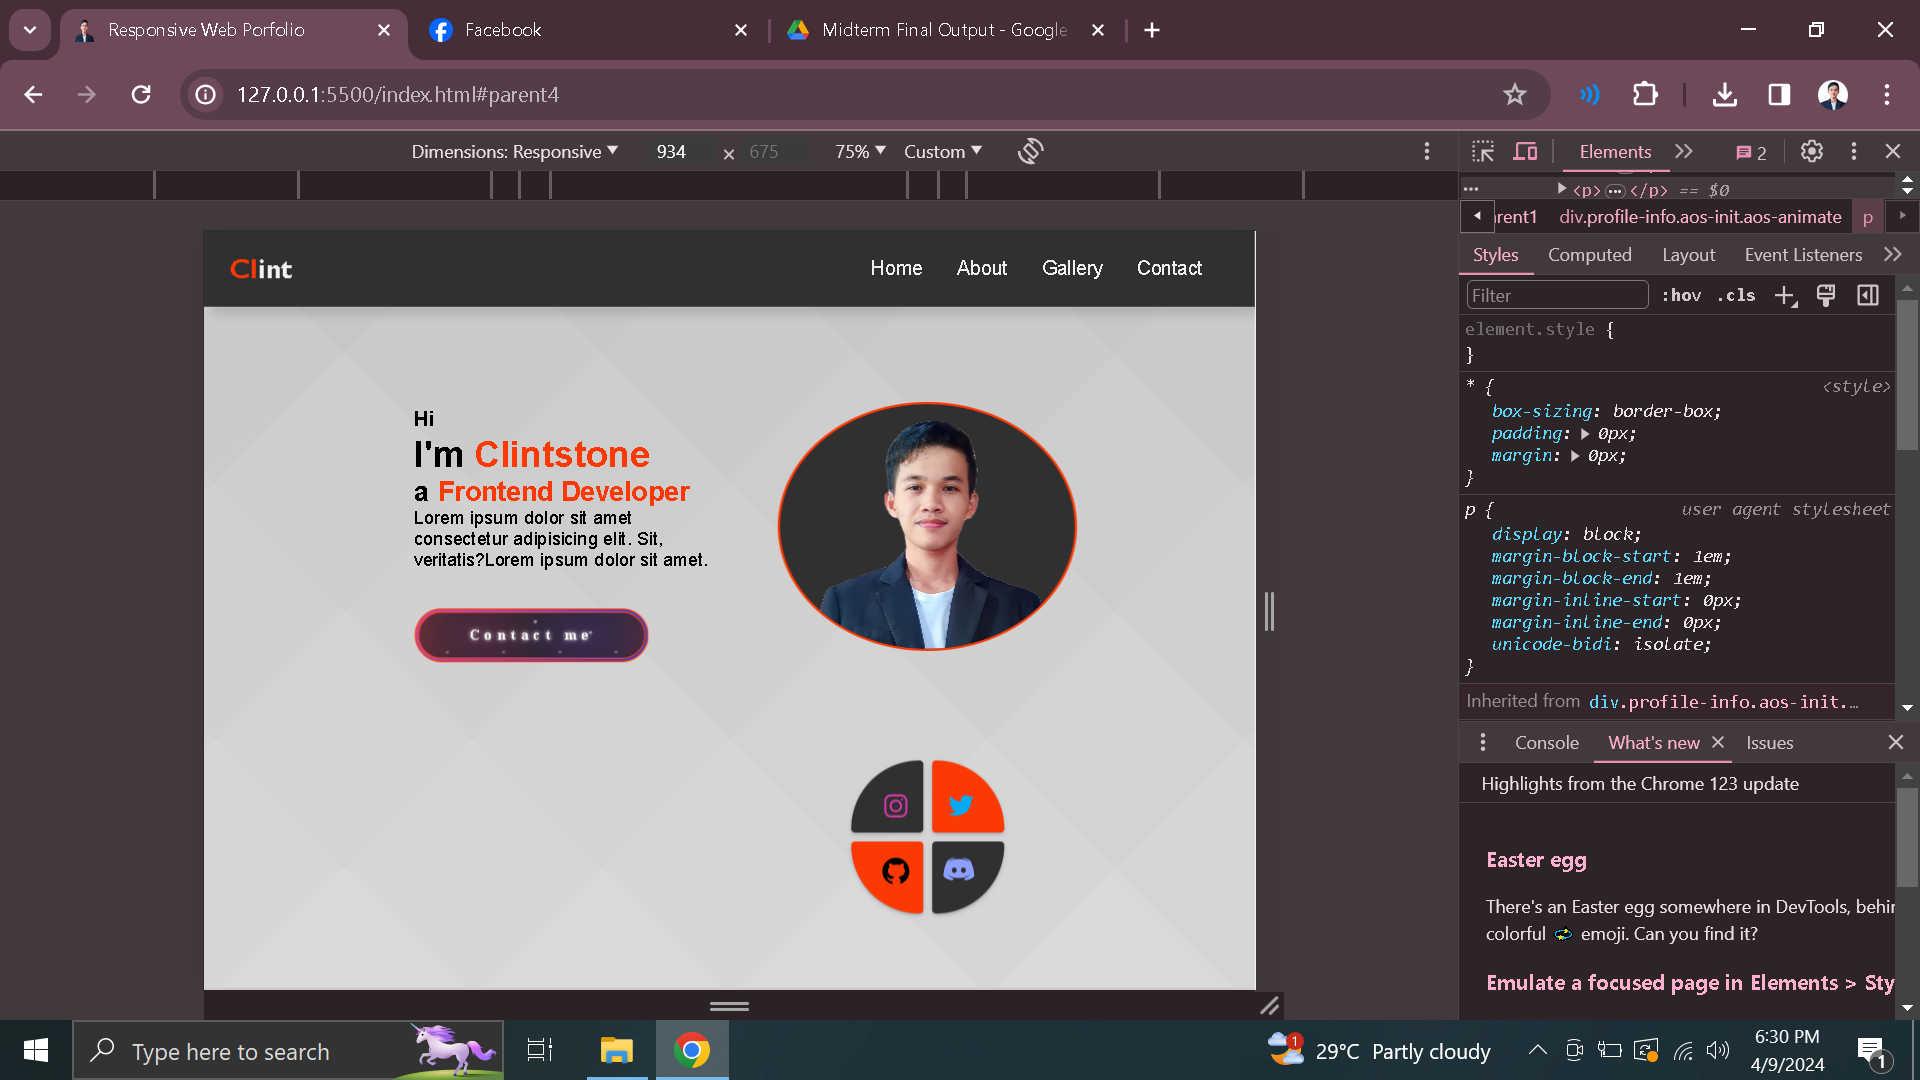 Responsive Web Porfolio
Facebook
Midterm Final Output - Google
127.0.0.1:5500/index.html#parent4
Dimensions: Responsive
934 × 675
75%
Custom
Elements
2
<p> ••• </p> == $0
rent1 div.profile-info.aos-init.aos-animate p
Styles Computed Layout Event Listeners
Filter :hov .cls
element.style {
}
* { <style>
box-sizing: border-box;
padding: 0px;
margin: 0px;
}
p { user agent stylesheet
display: block;
margin-block-start: 1em;
margin-block-end: 1em;
margin-inline-start: 0px;
margin-inline-end: 0px;
unicode-bidi: isolate;
}
Inherited from div.profile-info.aos-init.…
Console What's new Issues
Highlights from the Chrome 123 update
Easter egg
There's an Easter egg somewhere in DevTools, behin
colorful emoji. Can you find it?
Emulate a focused page in Elements > Sty
Clint
Home About Gallery Contact
Hi
I'm Clintstone
a Frontend Developer
Lorem ipsum dolor sit amet
consectetur adipisicing elit. Sit,
veritatis?Lorem ipsum dolor sit amet.
Contact me
Type here to search
1
29°C Partly cloudy
6:30 PM
4/9/2024
1